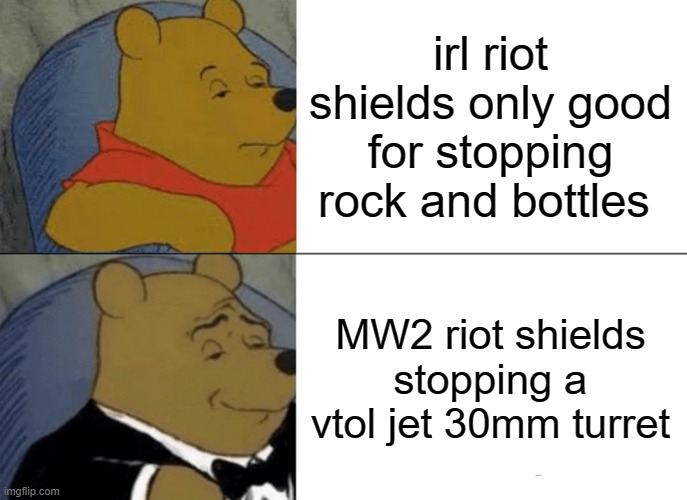 irl riot
shields only good
for stopping
rock and bottles
MW2 riot shields
stopping a
vtol jet 30mm turret
imgflip.com